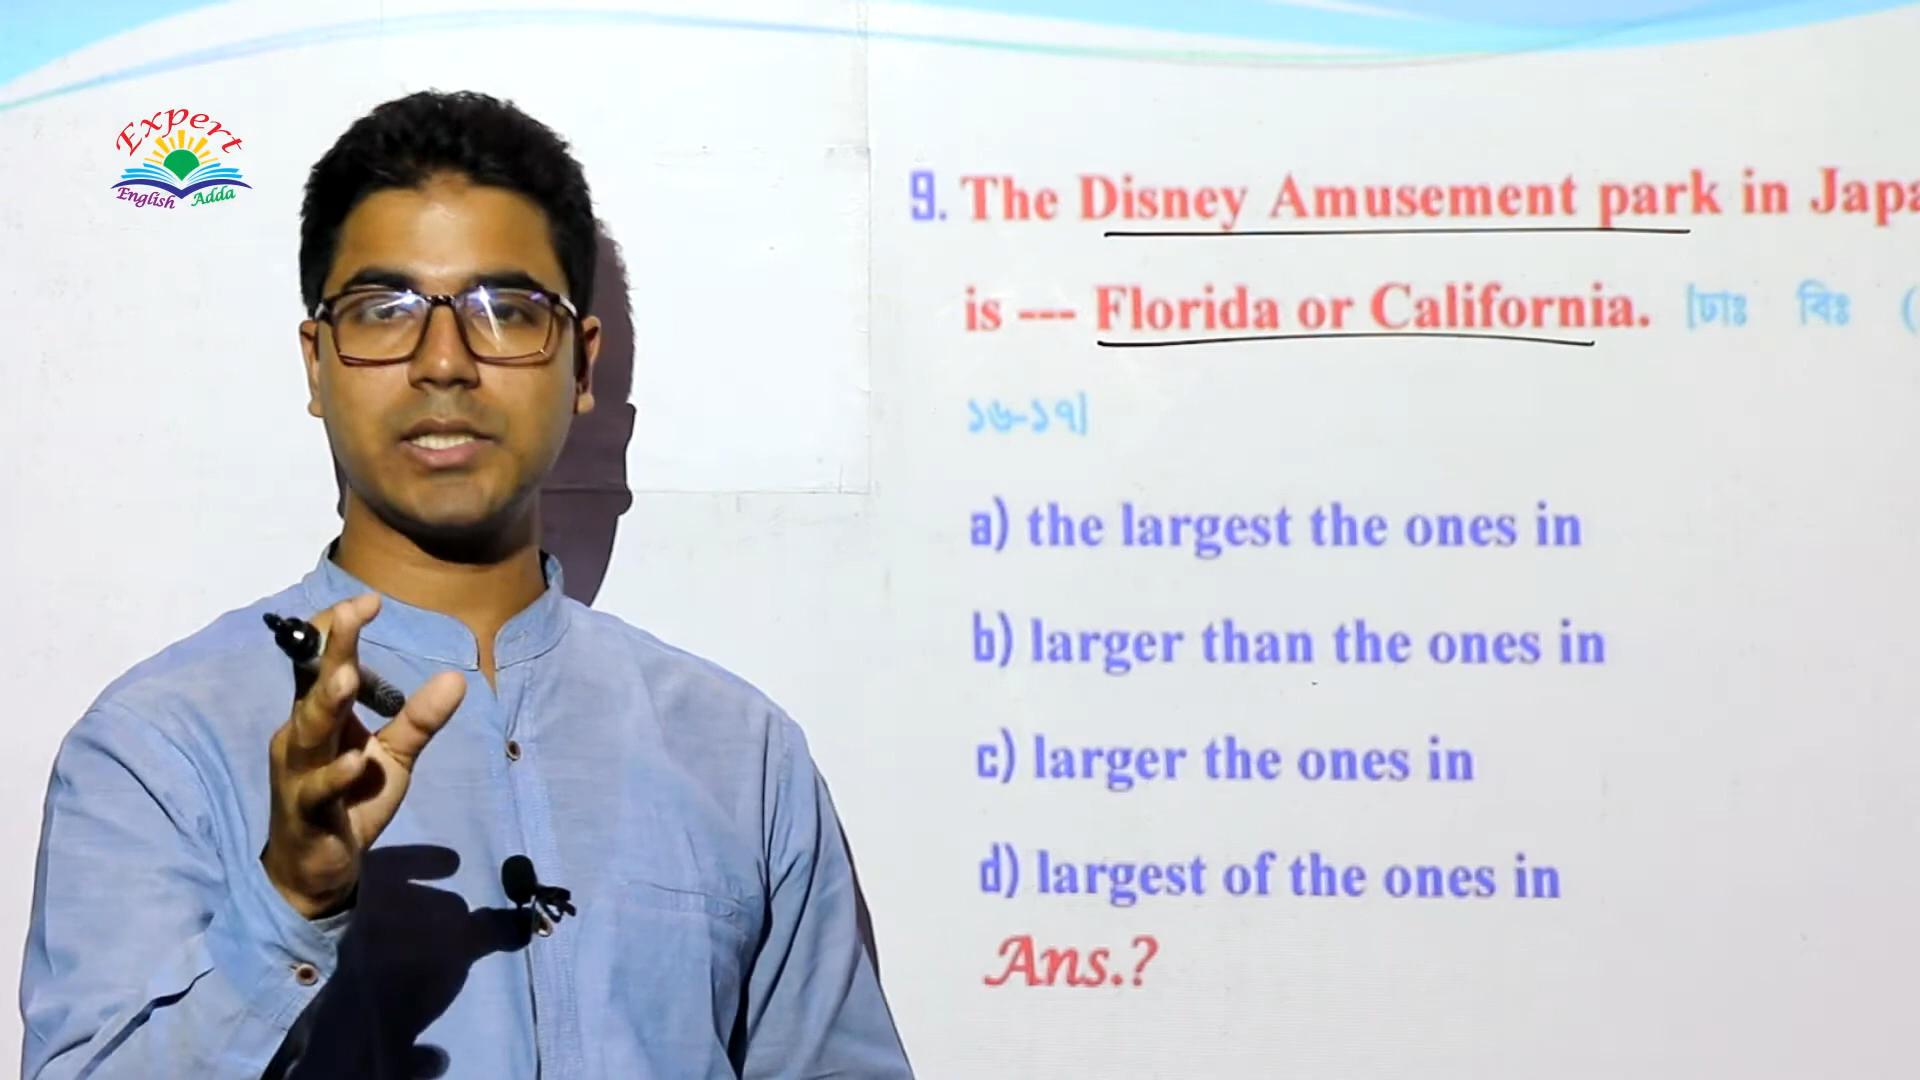 Expert
English Adda
9. The Disney Amusement park in Japa
is --- Florida or California. [ঢাঃ বিঃ (
১৬-১৭]
a) the largest the ones in
b) larger than the ones in
c) larger the ones in
d) largest of the ones in
Ans.?